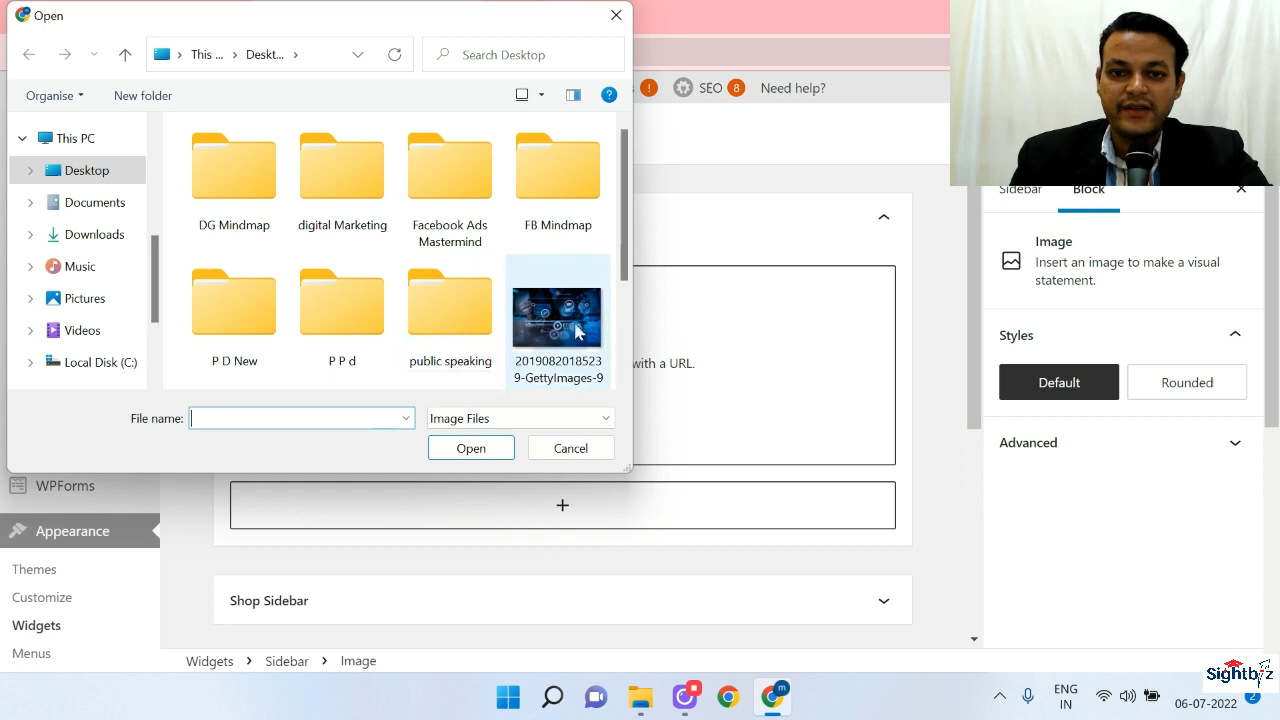 Open
This ...
Deskt...
Search Desktop
Organise
New folder
SEO 8 Need help?
This PC
Desktop
Documents
Downloads
Music
Pictures
Videos
Local Disk (C:)
DG Mindmap
digital Marketing
Facebook Ads
Mastermind
FB Mindmap
P D New
P P d
public speaking
2019082018523
9-GettyImages-9
File name:
Image Files
Open
Cancel
with a URL.
Sidebar
Block
Image
Insert an image to make a visual
statement.
Styles
Default
Rounded
Advanced
WPForms
Appearance
Themes
Customize
Widgets
Menus
Shop Sidebar
Widgets > Sidebar > Image
Sightbiz
m
ENG
IN
06-07-2022
2